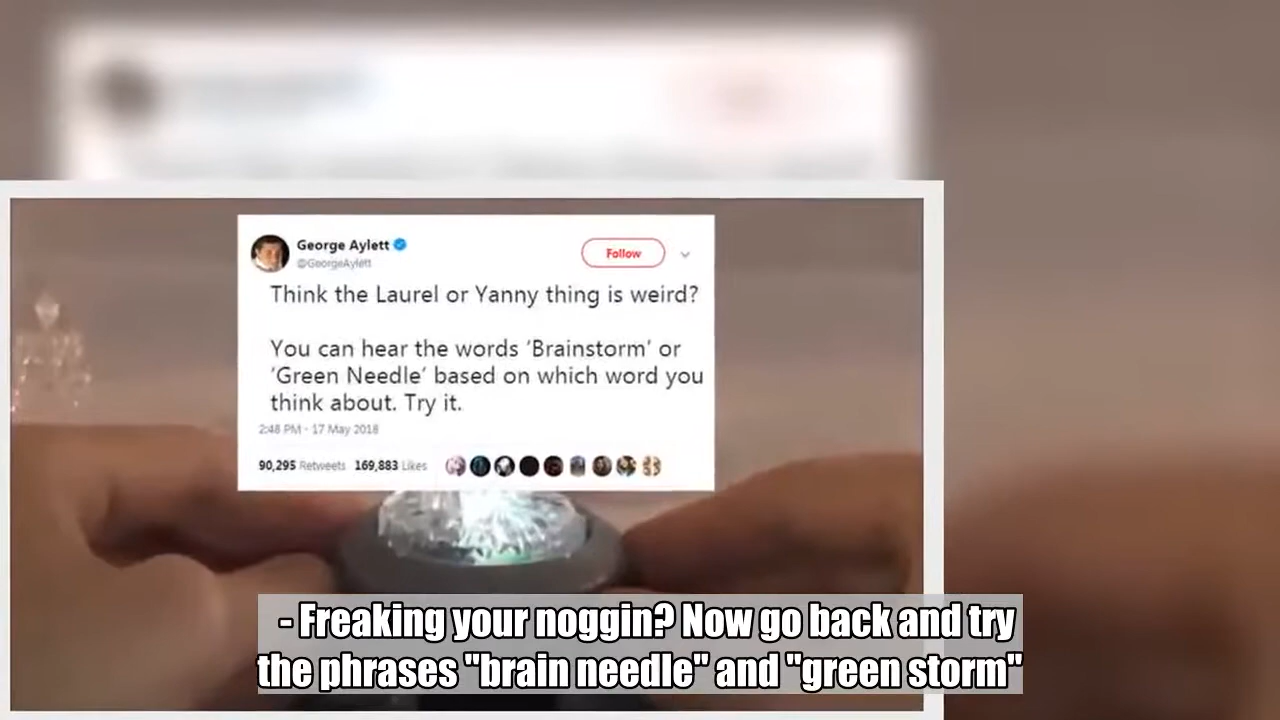 George Aylett
@GeorgeAylett
Follow
Think the Laurel or Yanny thing is weird?
You can hear the words ‘Brainstorm’ or
‘Green Needle’ based on which word you
think about. Try it.
2:48 PM - 17 May 2018
90,295 Retweets 169,883 Likes
- Freaking your noggin? Now go back and try
the phrases "brain needle" and "green storm"